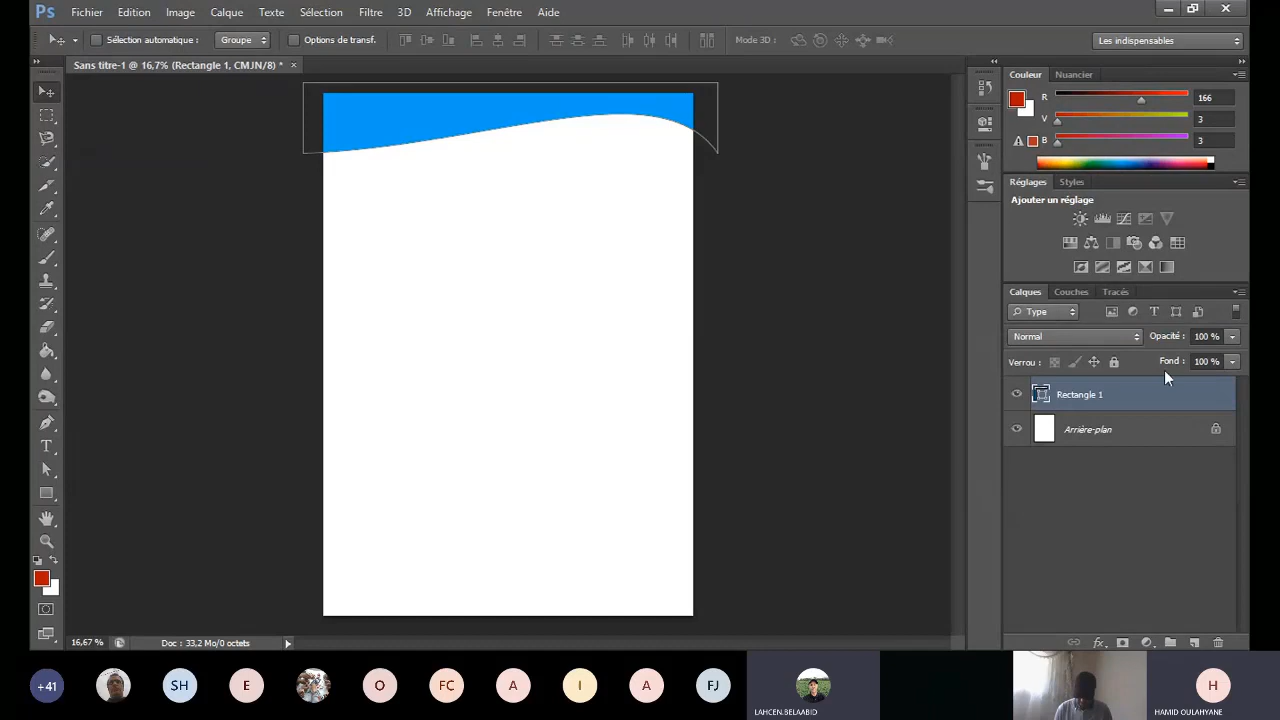 Ps Fichier Edition Image Calque Texte Sélection Filtre 3D Affichage Fenêtre Aide
Sélection automatique : Groupe Options de transf. Mode 3D : Les indispensables
Sans titre-1 @ 16,7% (Rectangle 1, CMJN/8) * ×
Couleur Nuancier
R 166
V 3
B 3
Réglages Styles
Ajouter un réglage
Calques Couches Tracés
Type
Normal Opacité : 100 %
Verrou : Fond : 100 %
Rectangle 1
Arrière-plan
16,67 % Doc : 33,2 Mo/0 octets
fx
+41 SH E O FC A I A FJ H
LAHCEN.BELAABID HAMID OULAHYANE